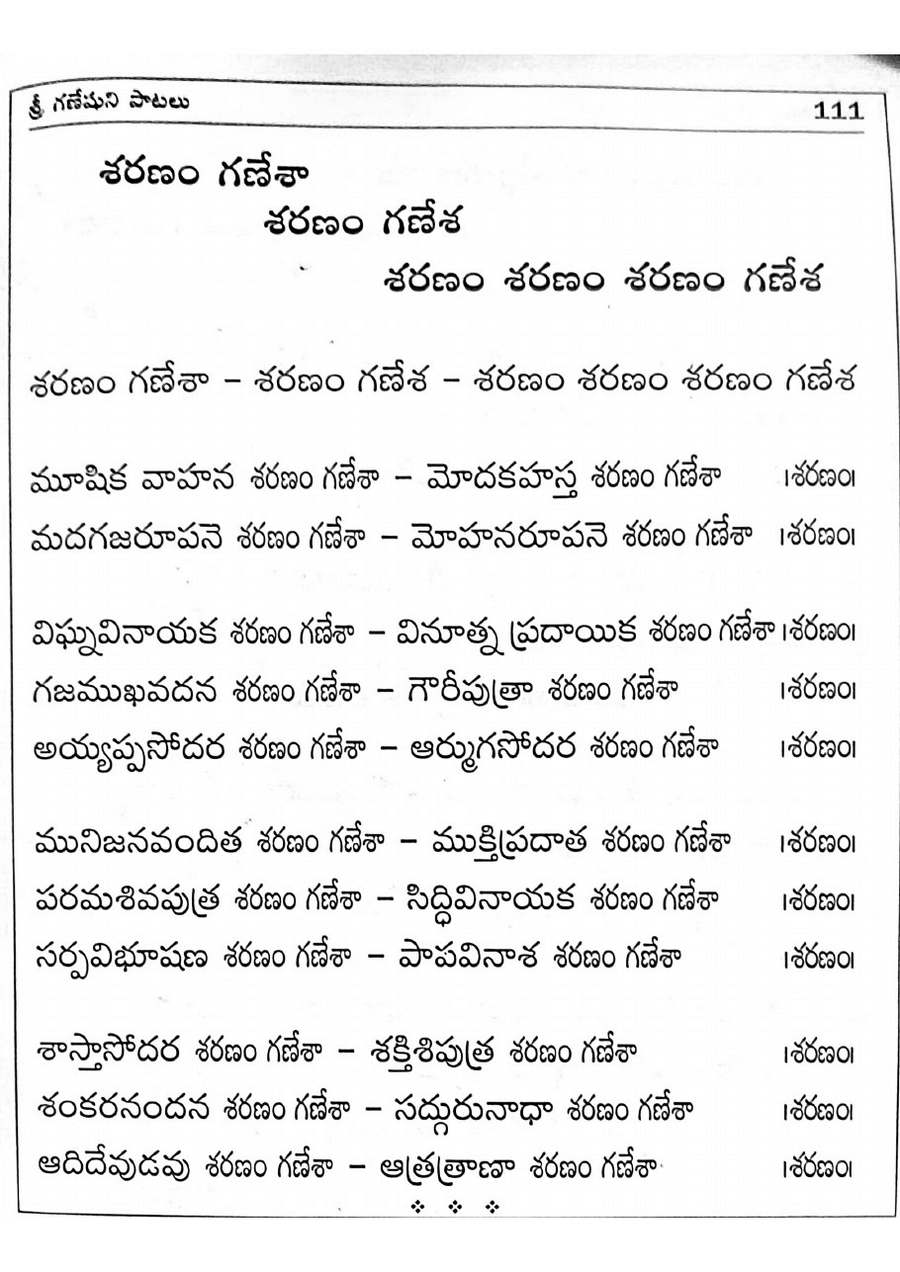 శ్రీ గణేషుని పాటలు 111
శరణం గణేశా
శరణం గణేశ
శరణం శరణం శరణం గణేశ
శరణం గణేశా – శరణం గణేశ – శరణం శరణం శరణం గణేశ
మూషిక వాహన శరణం గణేశా – మోదకహస్త శరణం గణేశా ।శరణం।
మదగజరూపనె శరణం గణేశా – మోహనరూపనె శరణం గణేశా ।శరణం।
విఘ్నవినాయక శరణం గణేశా – వినూత్న ప్రదాయిక శరణం గణేశా ।శరణం।
గజముఖవదన శరణం గణేశా – గౌరీపుత్రా శరణం గణేశా ।శరణం।
అయ్యప్పసోదర శరణం గణేశా – ఆర్ముగసోదర శరణం గణేశా ।శరణం।
మునిజనవందిత శరణం గణేశా – ముక్తిప్రదాత శరణం గణేశా ।శరణం।
పరమశివపుత్ర శరణం గణేశా – సిద్ధివినాయక శరణం గణేశా ।శరణం।
సర్పవిభూషణ శరణం గణేశా – పాపవినాశ శరణం గణేశా ।శరణం।
శాస్తాసోదర శరణం గణేశా – శక్తిశిపుత్ర శరణం గణేశా ।శరణం।
శంకరనందన శరణం గణేశా – సద్గురునాధా శరణం గణేశా ।శరణం।
ఆదిదేవుడవు శరణం గణేశా – ఆత్రత్రాణా శరణం గణేశా ।శరణం।